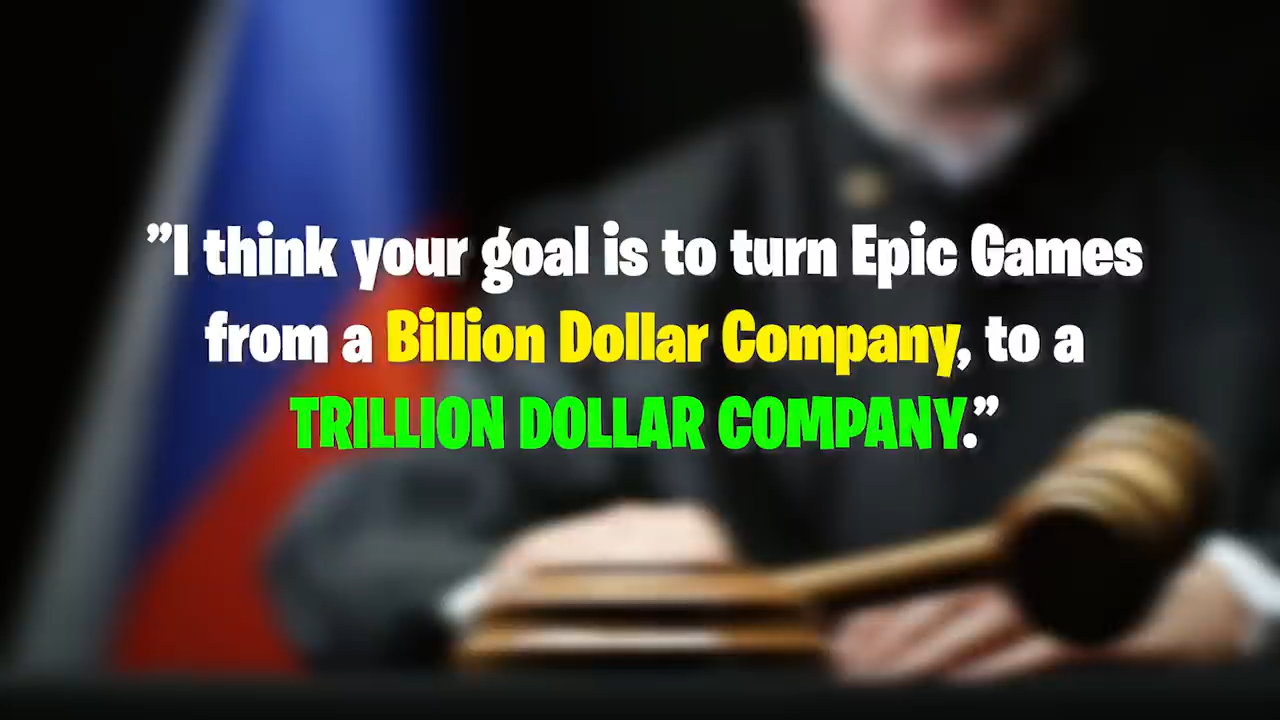 ”I think your goal is to turn Epic Games
from a Billion Dollar Company, to a
TRILLION DOLLAR COMPANY.”